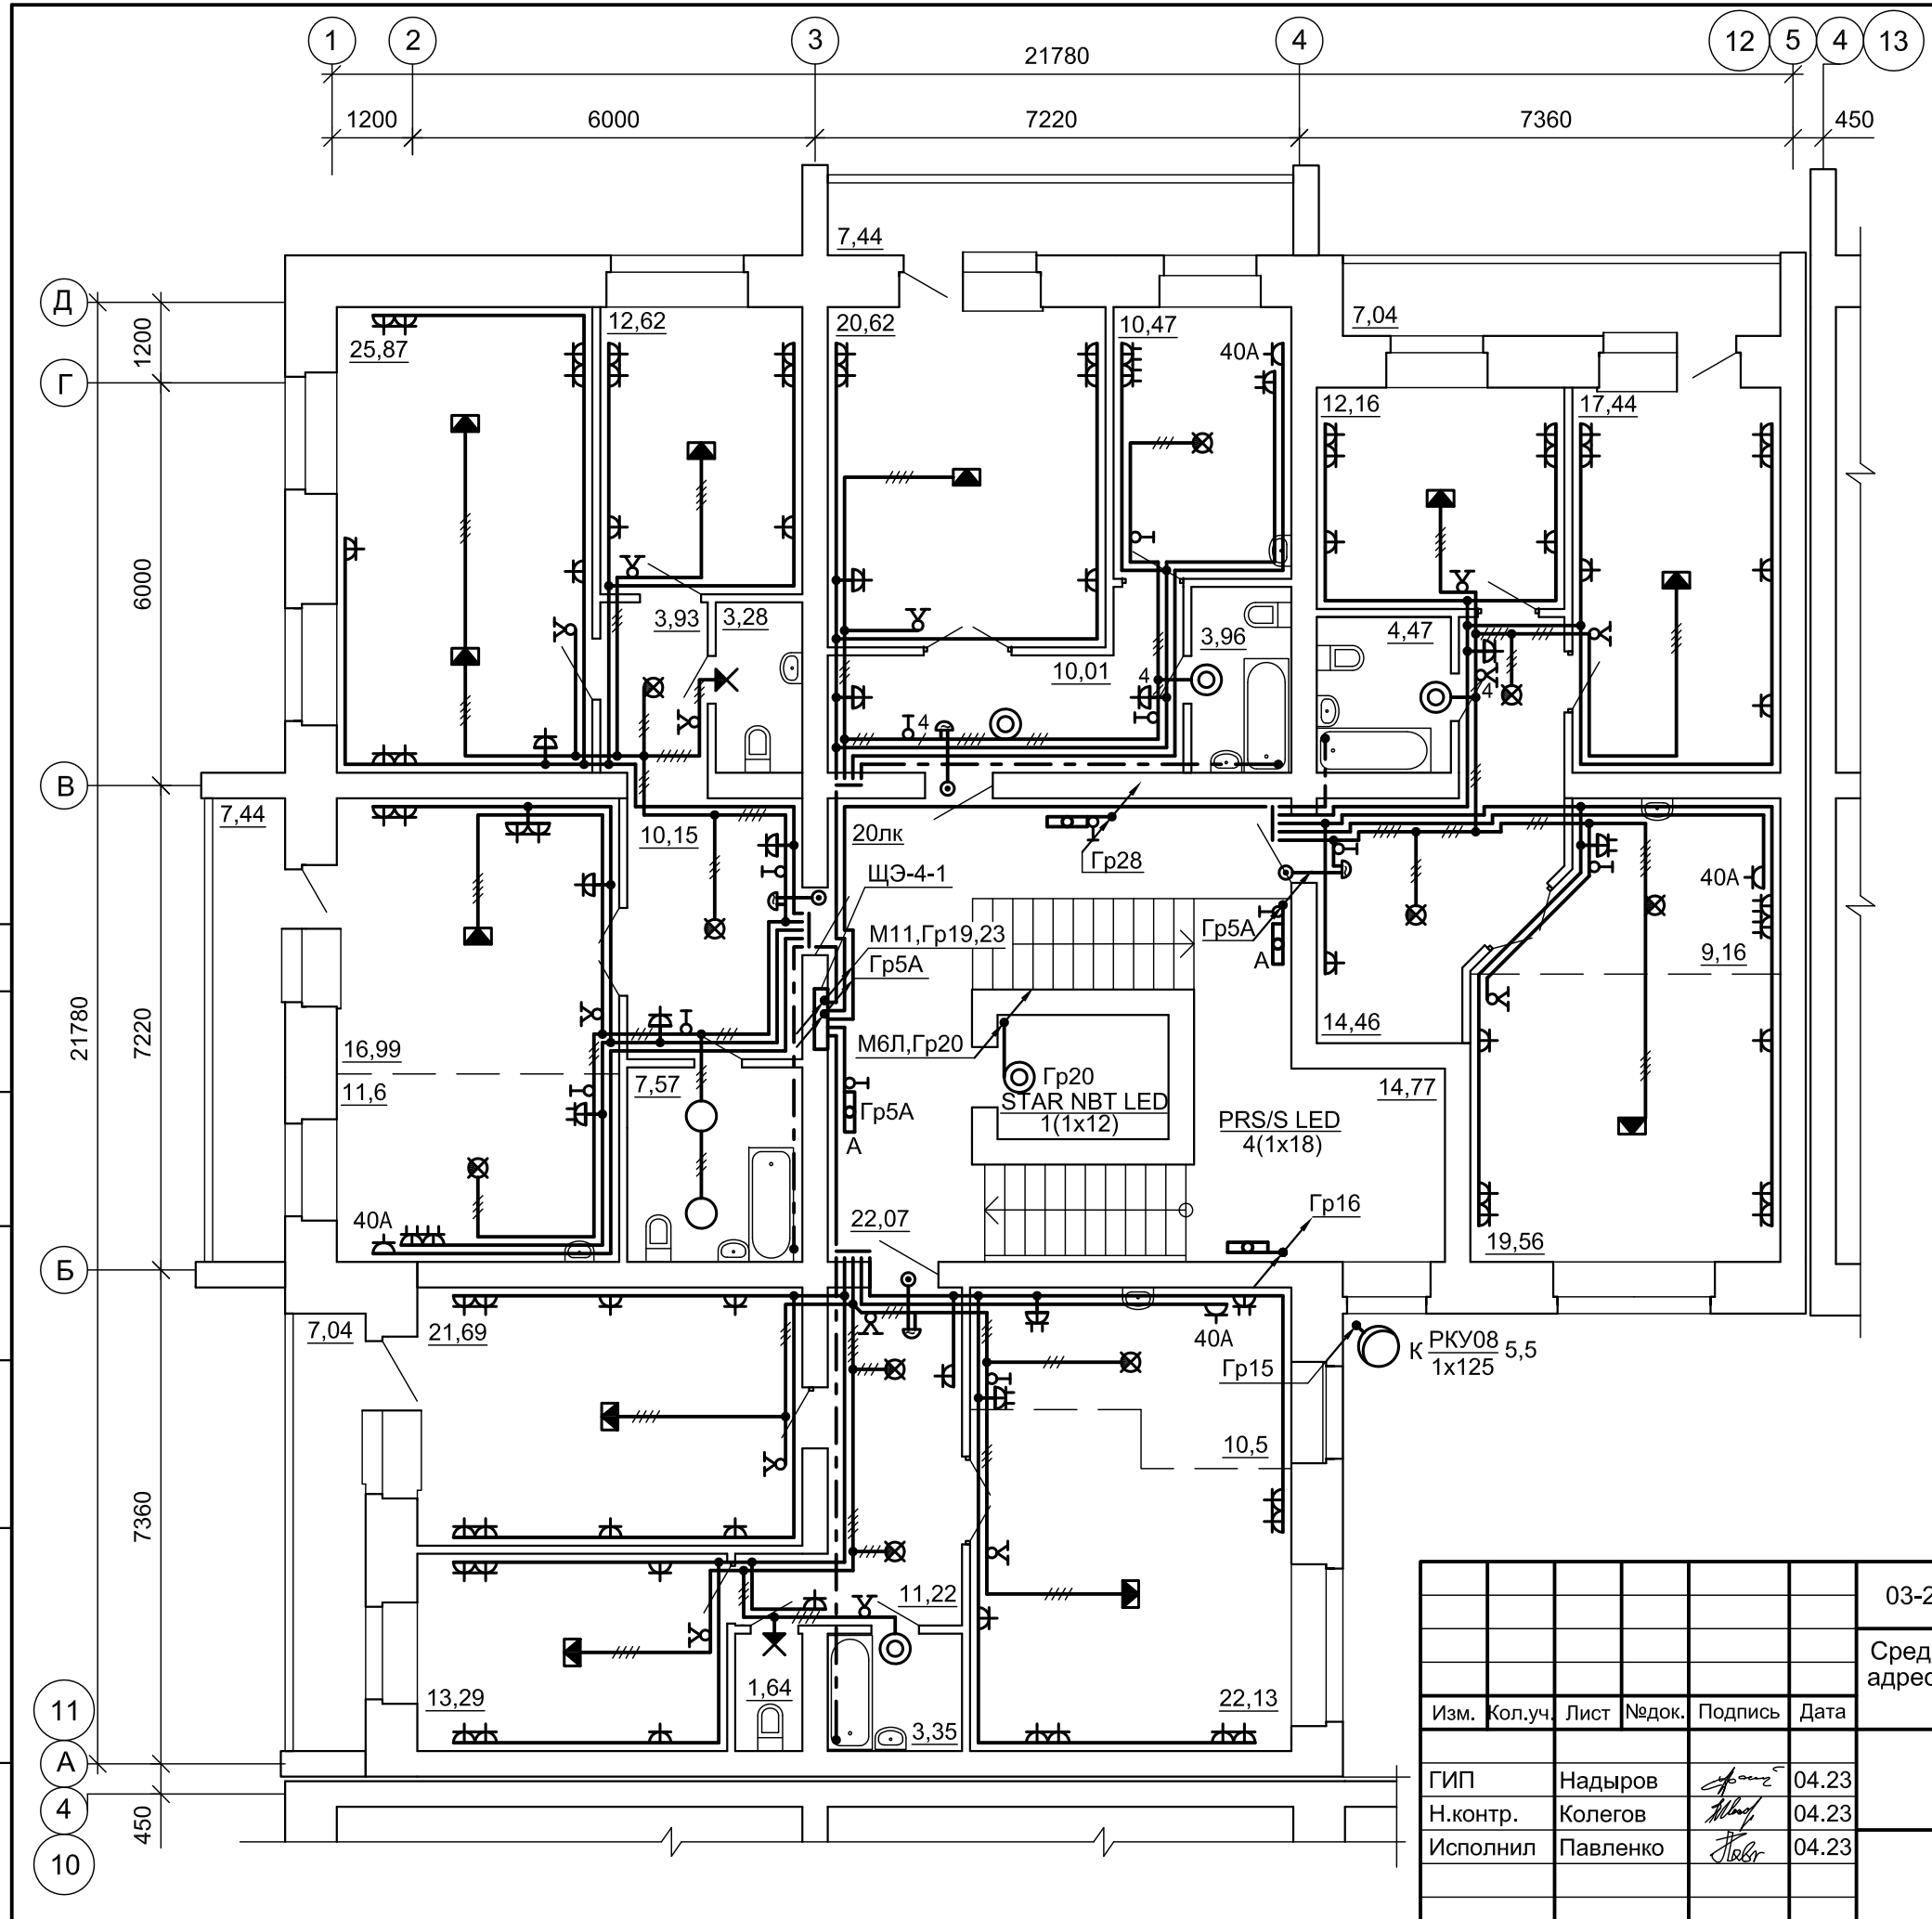 1 2 3 4 12 5 4 13
21780
1200 6000 7220 7360 450
7,44
Д
1200
12,62 20,62 10,47 7,04
25,87 40А
Г
12,16 17,44
6000
3,93 3,28 3,96 4,47
10,01 4 4
4
В
7,44 10,15 20лк
Гр28
ЩЭ-4-1 40А
М11,Гр19,23 Гр5А
Гр5А А 9,16
21780
7220
16,99 М6Л,Гр20 14,46
11,6 7,57 Гр20 14,77
STAR NBT LED
1(1х12)
Гр5А
А
PRS/S LED
4(1х18)
40А 22,07 Гр16
19,56
Б
7,04 21,69 40А
Гр15 К РКУ08 5,5
1х125
10,5
7360
11,22
13,29 1,64 3,35 22,13
11
А
4
450
10
03-2
Сред
адрес
Изм. Кол.уч. Лист №док. Подпись Дата
ГИП Надыров 04.23
Н.контр. Колегов 04.23
Исполнил Павленко 04.23